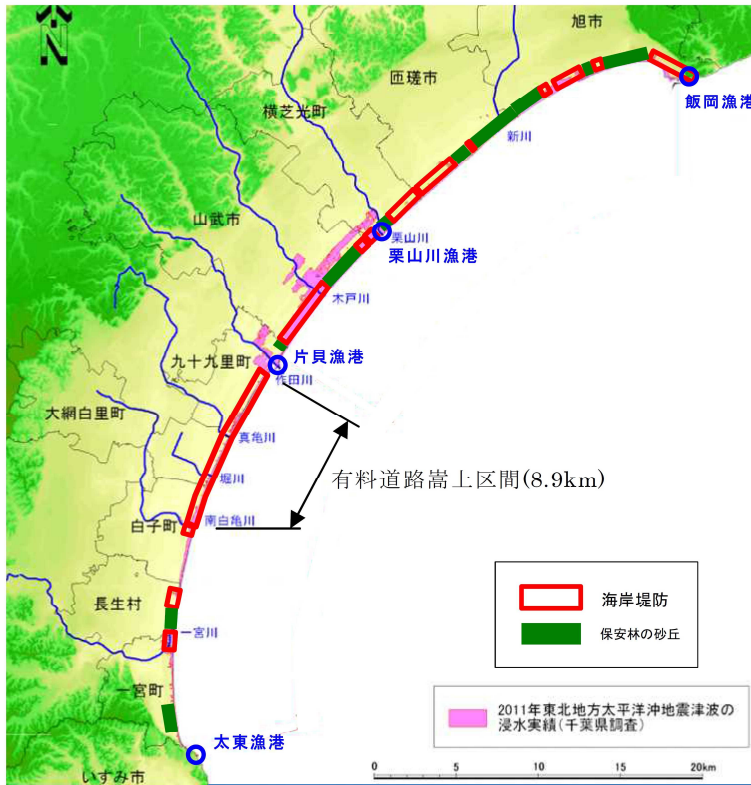 旭市
匝瑳市
飯岡漁港
横芝光町
新川
山武市
栗山川
栗山川漁港
木戸川
片貝漁港
九十九里町
作田川
大網白里町
真亀川
有料道路嵩上区間(8.9km)
堀川
南白亀川
白子町
海岸堤防
長生村
保安林の砂丘
一宮川
一宮町
2011年東北地方太平洋沖地震津波の
浸水実績(千葉県調査)
太東漁港
いすみ市
0 5 10 15 20km